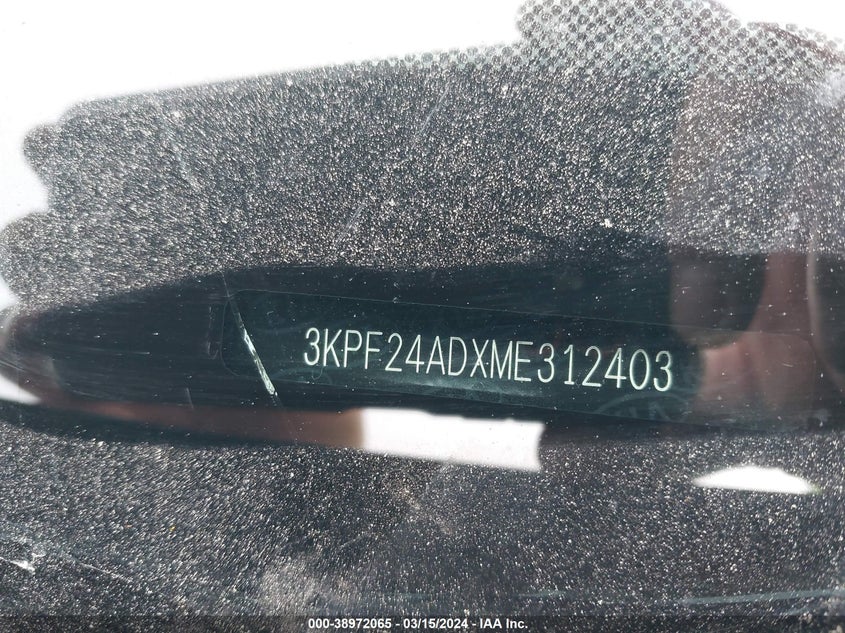 3KPF24ADXME312403
000-38972065 - 03/15/2024 - IAA Inc.